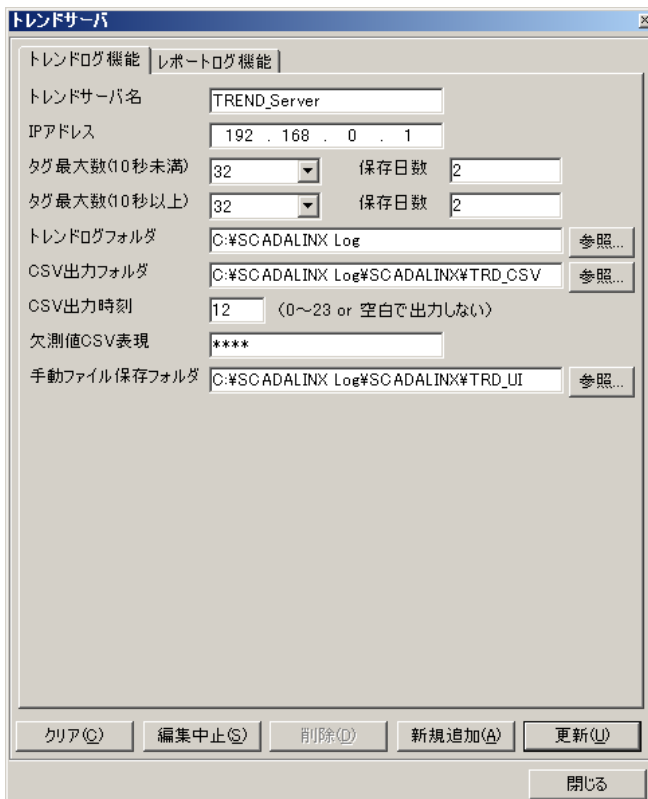 トレンドサーバ
トレンドログ機能 レポートログ機能
トレンドサーバ名 TREND_Server
IPアドレス 192 . 168 . 0 . 1
タグ最大数(10秒未満) 32 保存日数 2
タグ最大数(10秒以上) 32 保存日数 2
トレンドログフォルダ C:¥SCADALINX Log 参照...
CSV出力フォルダ C:¥SCADALINX Log¥SCADALINX¥TRD_CSV 参照...
CSV出力時刻 12 (0～23 or 空白で出力しない)
欠測値CSV表現 ****
手動ファイル保存フォルダ C:¥SCADALINX Log¥SCADALINX¥TRD_UI 参照...
クリア(C) 編集中止(S) 削除(D) 新規追加(A) 更新(U)
閉じる